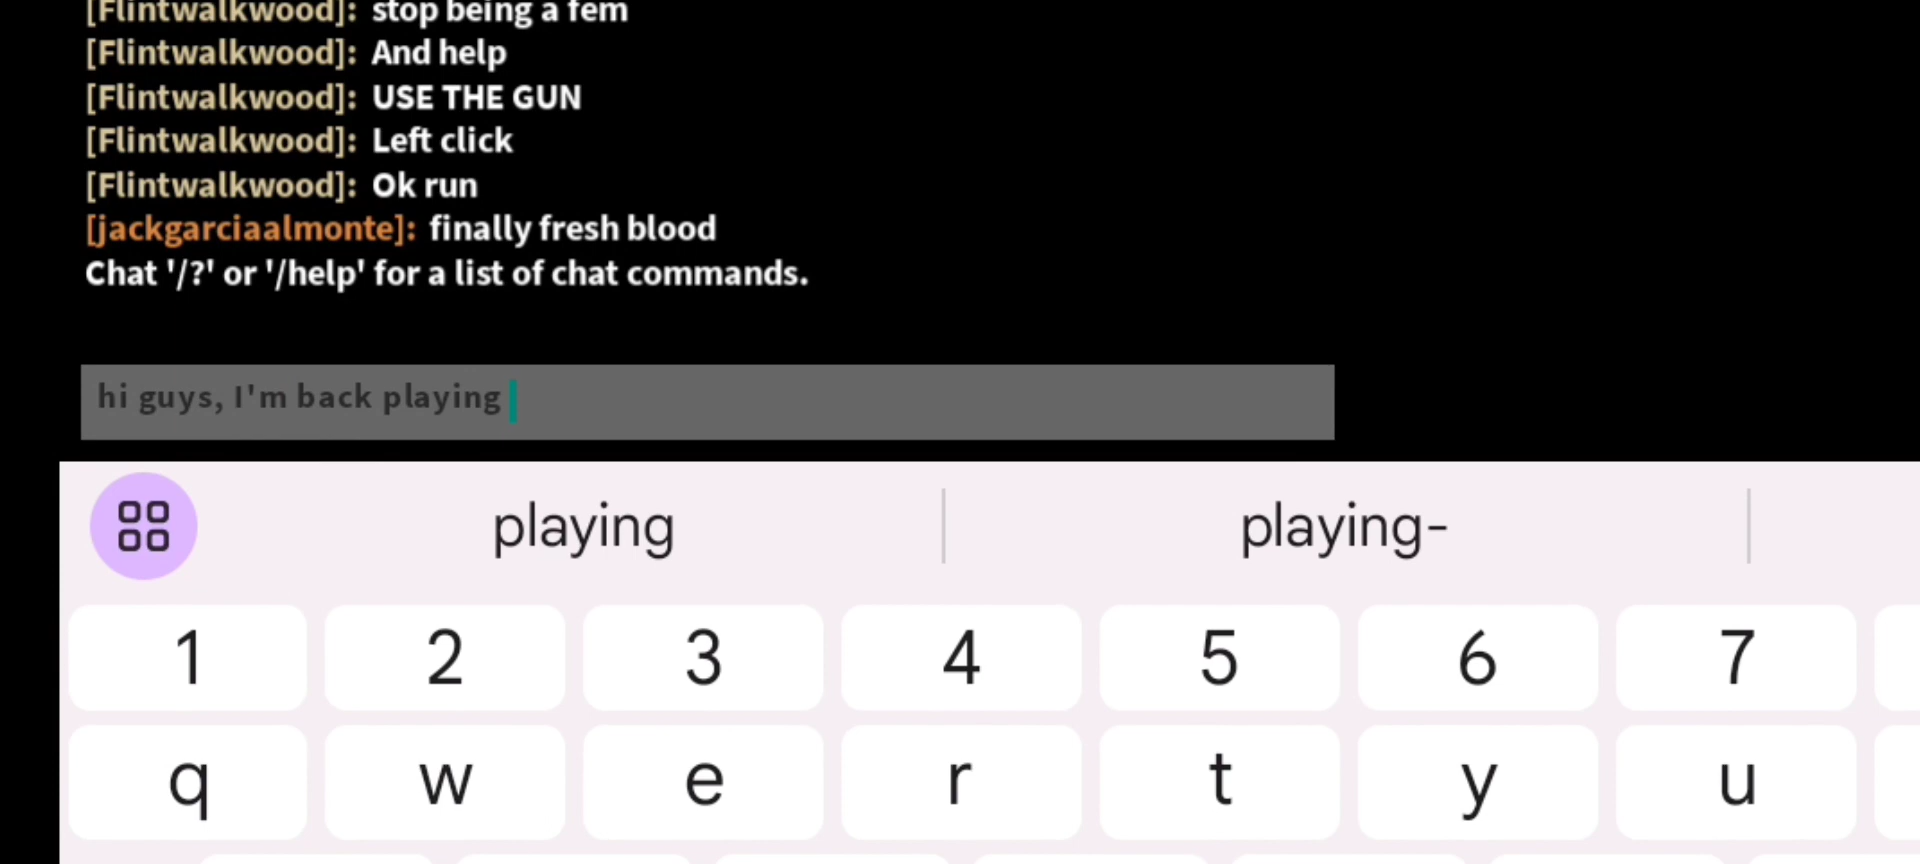 [Flintwalkwood]: stop being a fem
[Flintwalkwood]: And help
[Flintwalkwood]: USE THE GUN
[Flintwalkwood]: Left click
[Flintwalkwood]: Ok run
[jackgarciaalmonte]: finally fresh blood
Chat '/?' or '/help' for a list of chat commands.
hi guys, I'm back playing
playing playing-
1 2 3 4 5 6 7
q w e r t y u